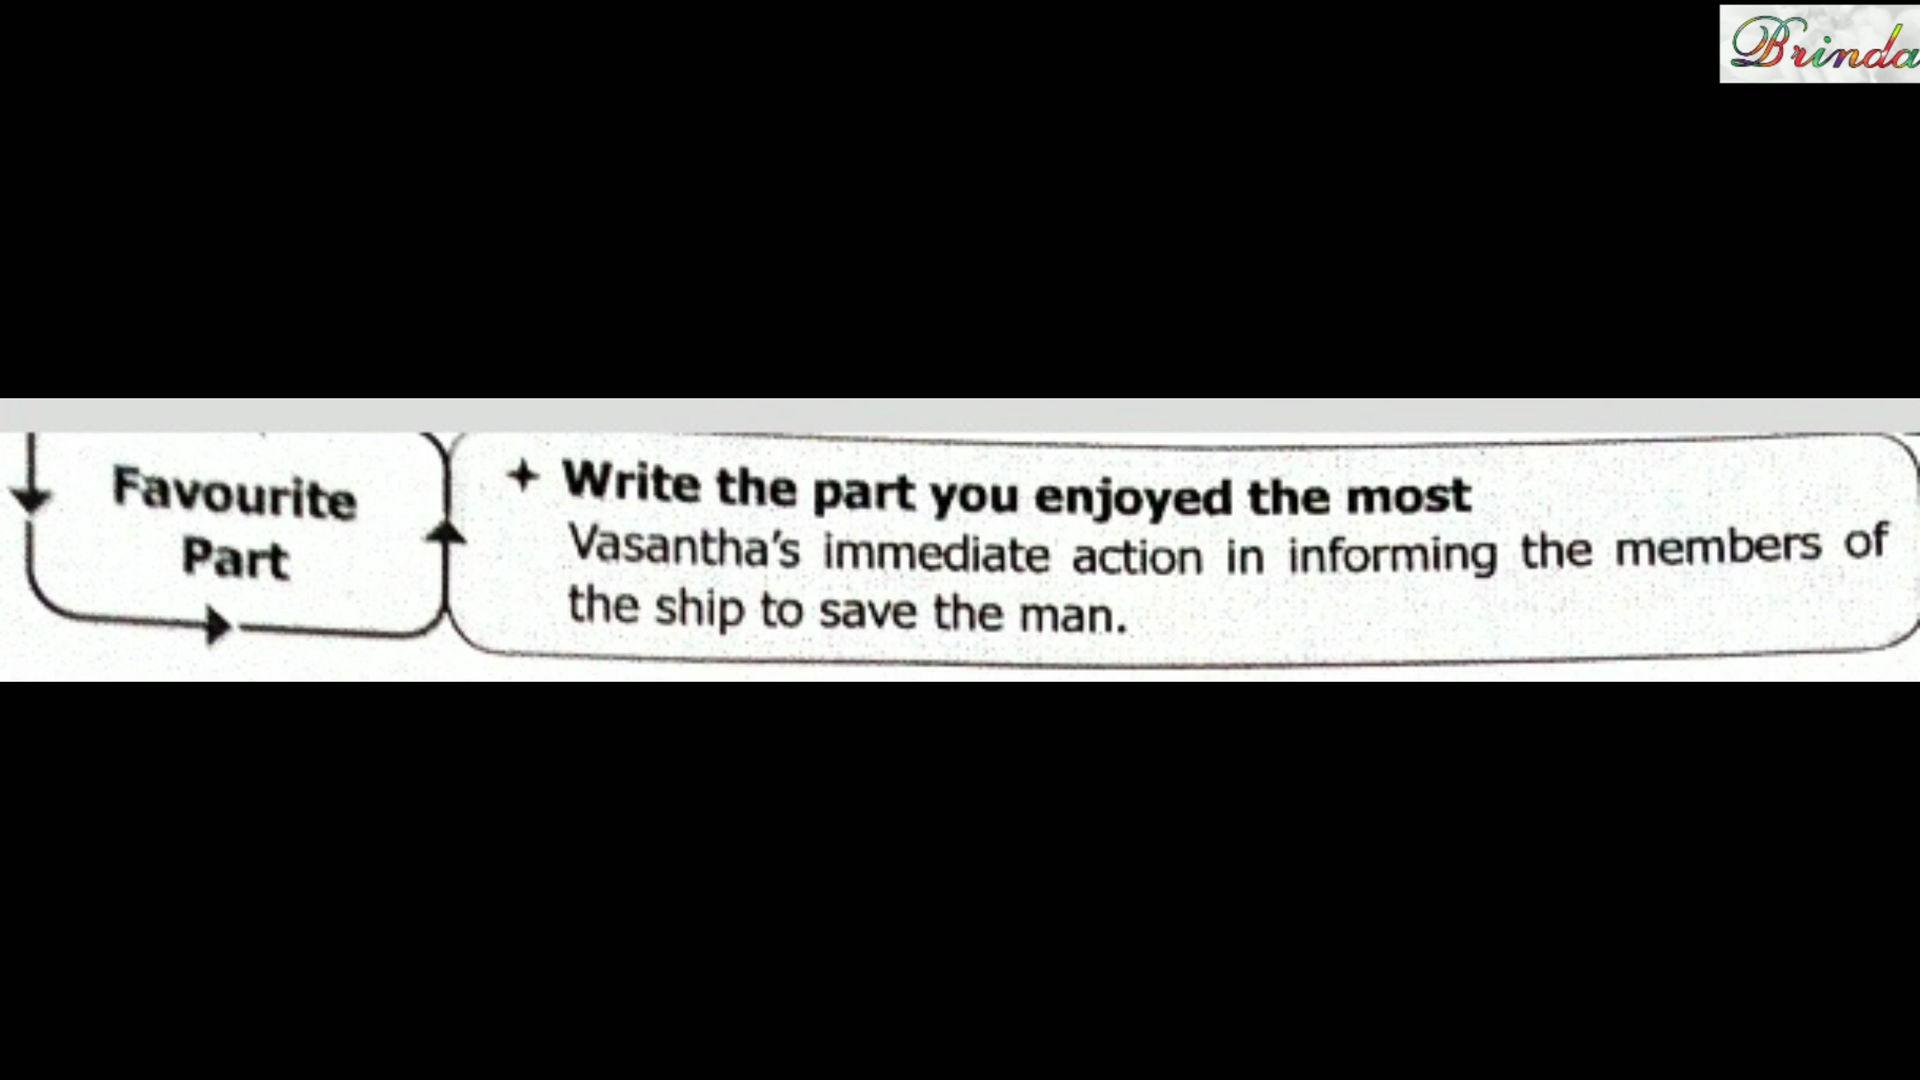 Brinda
Favourite
Part
Write the part you enjoyed the most
Vasantha's immediate action in informing the members of
the ship to save the man.